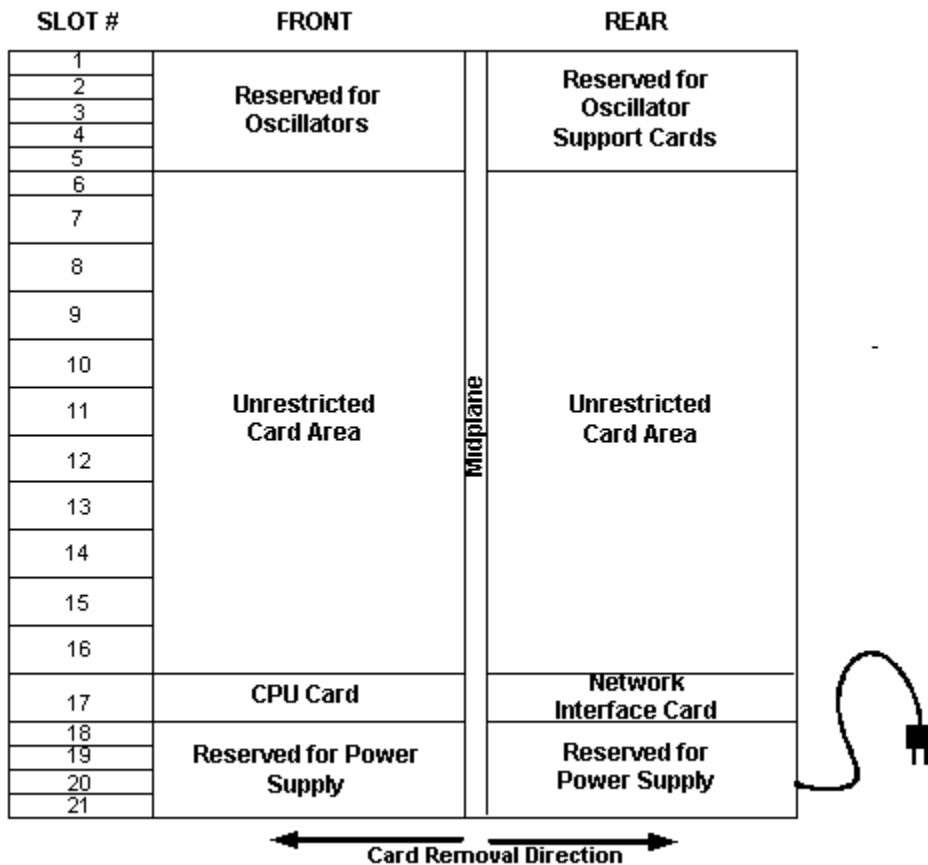 SLOT # FRONT REAR
1
2
3
4
5
Reserved for
Oscillators
Reserved for
Oscillator
Support Cards
6
7
8
9
10
11
12
13
14
15
16
Unrestricted
Card Area
Midplane
Unrestricted
Card Area
17
CPU Card
Network
Interface Card
18
19
20
21
Reserved for Power
Supply
Reserved for
Power Supply
Card Removal Direction